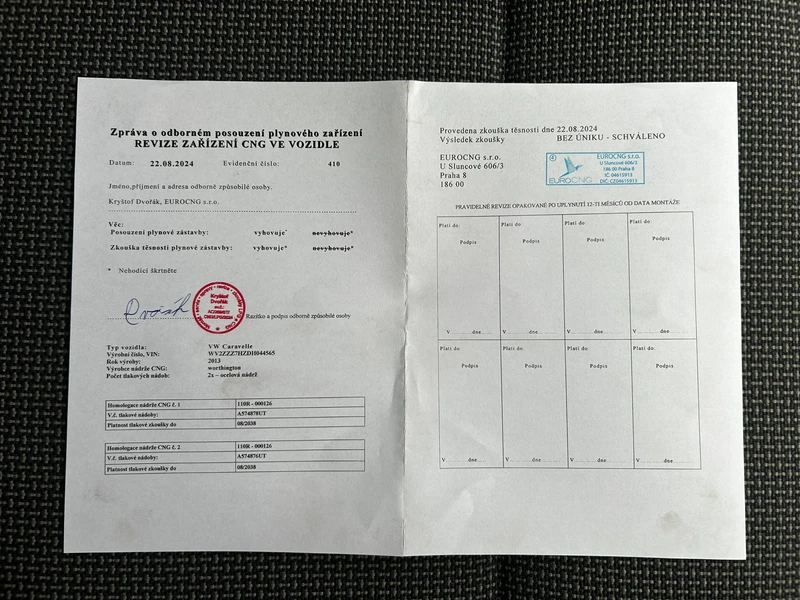 Zpráva o odborném posouzení plynového zařízení
REVIZE ZAŘÍZENÍ CNG VE VOZIDLE
Datum: 22.08.2024 Evidenční číslo: 410
Jméno,příjmení a adresa odborně způsobilé osoby.
Kryštof Dvořák, EUROCNG s.r.o.
Věc:
Posouzení plynové zástavby: vyhovuje* nevyhovuje*
Zkouška těsnosti plynové zástavby: vyhovuje* nevyhovuje*
* Nehodící škrtněte
Kryštof
Dvořák
Razítko a podpis odborně způsobilé osoby
Typ vozidla: VW Caravelle
Výrobní číslo, VIN: WV2ZZZ7HZDH044565
Rok výroby: 2013
Výrobce nádrže CNG: worthington
Počet tlakových nádob: 2x – ocelová nádrž
Homologace nádrže CNG č. 1 110R - 000126
V.č. tlakové nádoby: A574878UT
Platnost tlakové zkoušky do 08/2038
Homologace nádrže CNG č. 2 110R - 000126
V.č. tlakové nádoby: A574876UT
Platnost tlakové zkoušky do 08/2038
Provedena zkouška těsnosti dne 22.08.2024
Výsledek zkoušky BEZ ÚNIKU - SCHVÁLENO
EUROCNG s.r.o.
U Sluncové 606/3
Praha 8
186 00
EUROCNG
EUROCNG s.r.o.
U Sluncové 606/3
186 00 Praha 8
IČ: 04615913
DIČ: CZ04615913
PRAVIDELNÉ REVIZE OPAKOVANÉ PO UPLYNUTÍ 12-TI MĚSÍCŮ OD DATA MONTÁŽE
Platí do: Platí do: Platí do: Platí do:
Podpis Podpis Podpis Podpis
V dne V dne V dne V dne
Platí do: Platí do: Platí do: Platí do:
Podpis Podpis Podpis Podpis
V dne V dne V dne V dne